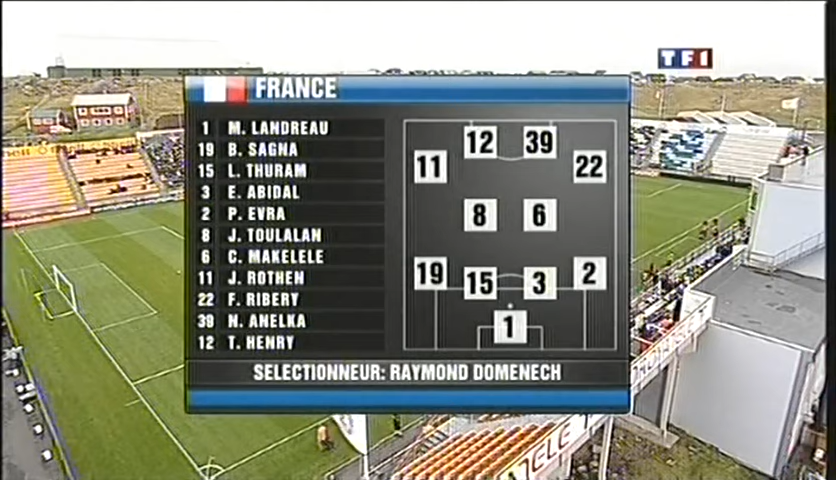 TF1
FRANCE
1 M. LANDREAU
19 B. SAGNA
15 L. THURAM
3 E. ABIDAL
2 P. EVRA
8 J. TOULALAN
6 C. MAKELELE
11 J. ROTHEN
22 F. RIBERY
39 N. ANELKA
12 T. HENRY
12 39
11 22
8 6
19 15 3 2
1
SELECTIONNEUR: RAYMOND DOMENECH